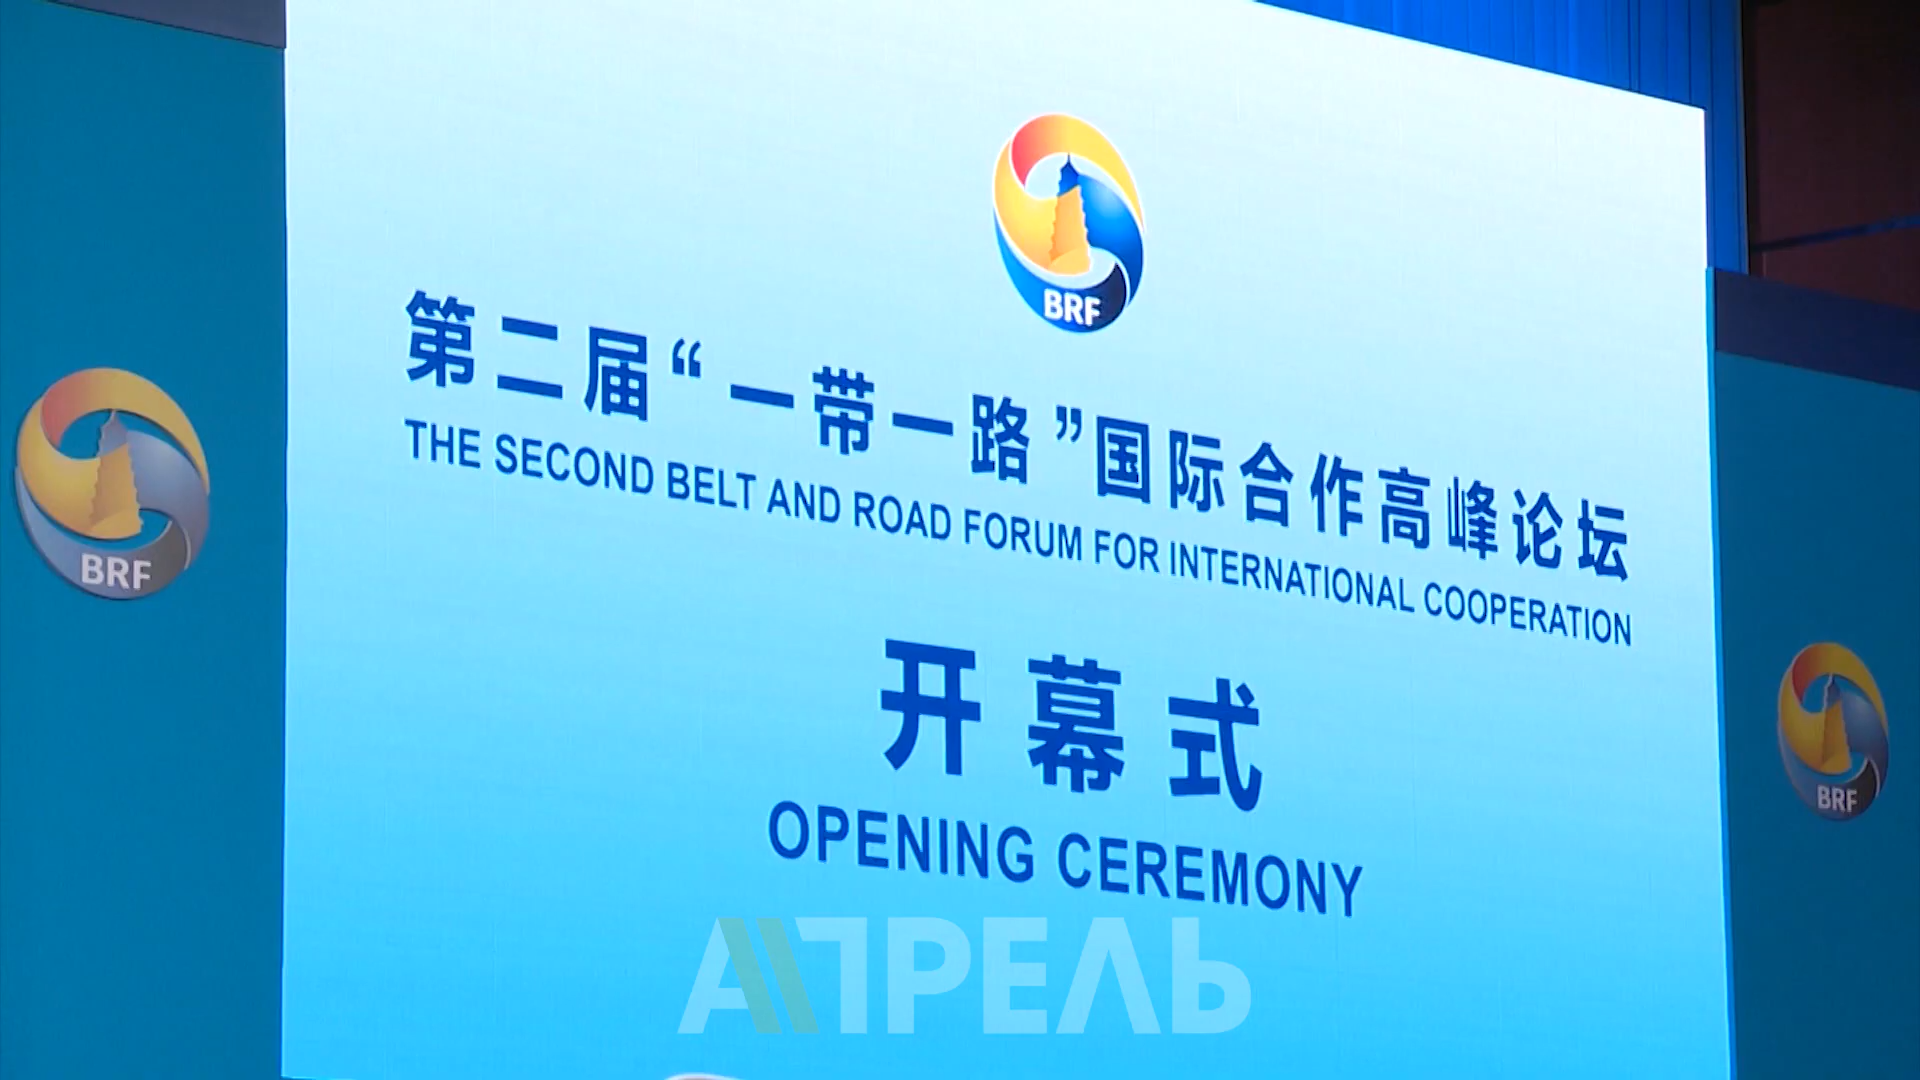 BRF
第二届“一带一路”国际合作高峰论坛
THE SECOND BELT AND ROAD FORUM FOR INTERNATIONAL COOPERATION
开幕式
OPENING CEREMONY
BRF
BRF
АПРЕЛЬ